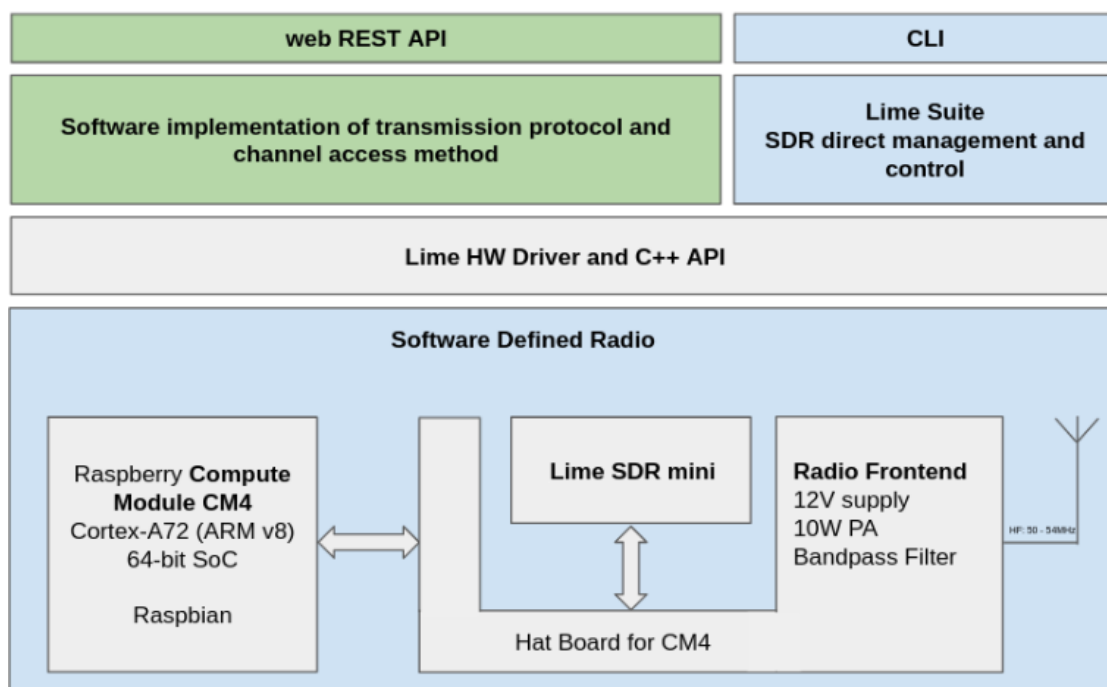 web REST API
CLI
Software implementation of transmission protocol and
channel access method
Lime Suite
SDR direct management and
control
Lime HW Driver and C++ API
Software Defined Radio
Raspberry Compute
Module CM4
Cortex-A72 (ARM v8)
64-bit SoC
Raspbian
Lime SDR mini
Hat Board for CM4
Radio Frontend
12V supply
10W PA
Bandpass Filter
HF: 50 - 54MHz